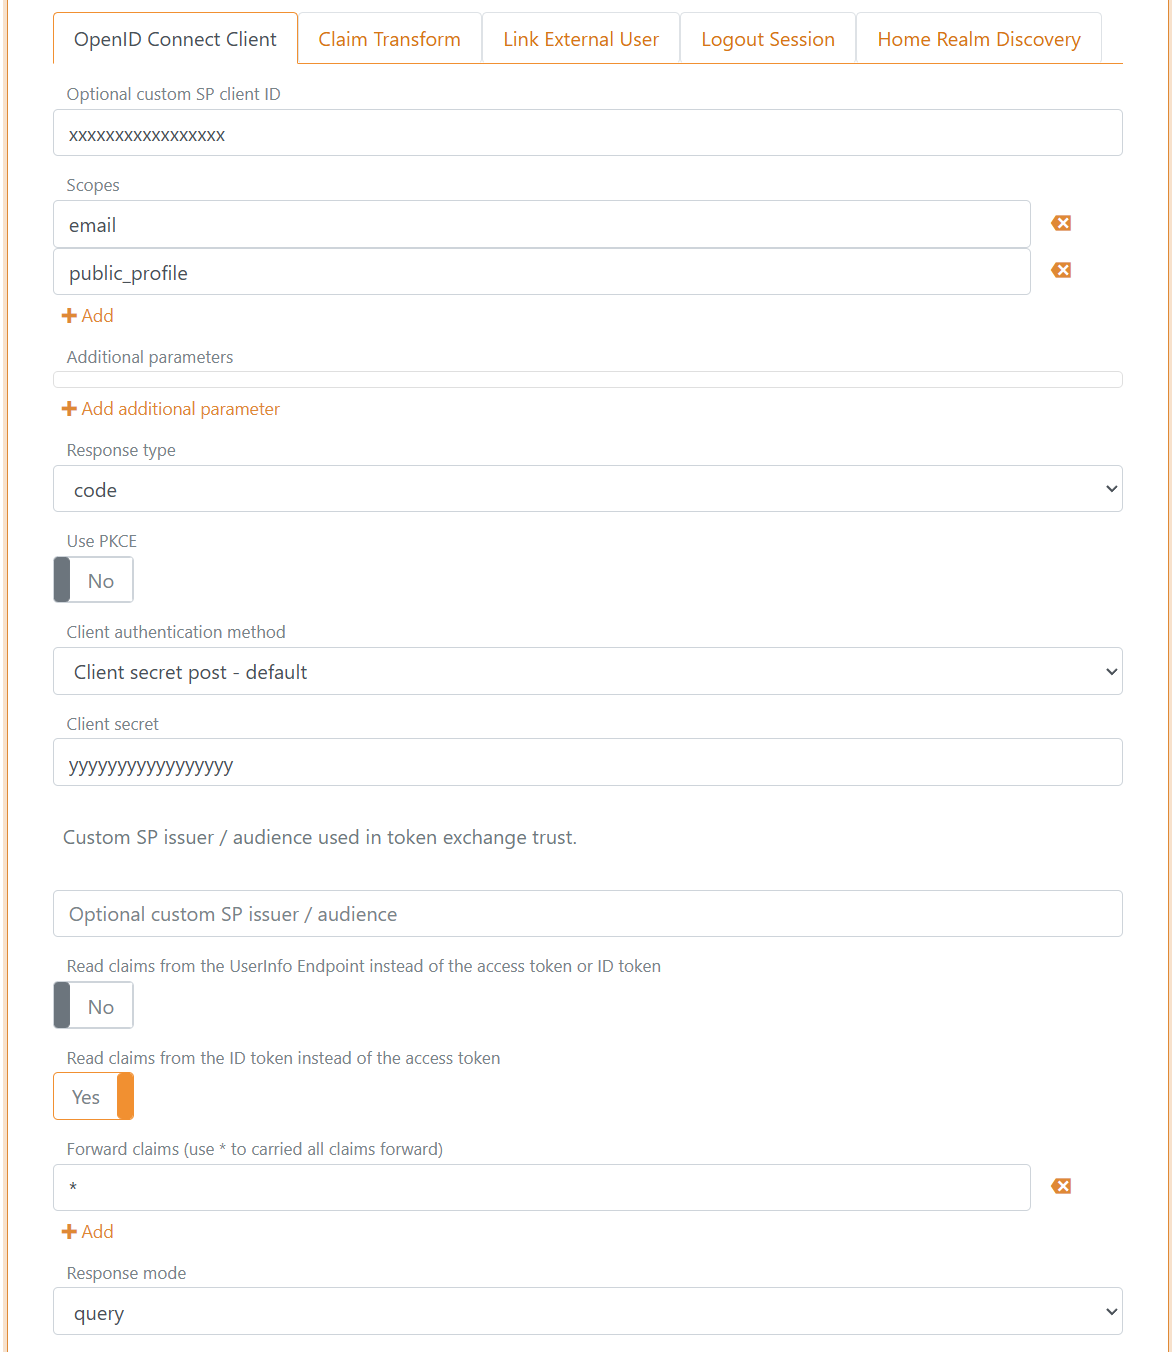 OpenID Connect Client Claim Transform Link External User Logout Session Home Realm Discovery
Optional custom SP client ID
xxxxxxxxxxxxxxxxx
Scopes
email
public_profile
Add
Additional parameters
Add additional parameter
Response type
code
Use PKCE
No
Client authentication method
Client secret post - default
Client secret
yyyyyyyyyyyyyyyyy
Custom SP issuer / audience used in token exchange trust.
Optional custom SP issuer / audience
Read claims from the UserInfo Endpoint instead of the access token or ID token
No
Read claims from the ID token instead of the access token
Yes
Forward claims (use * to carried all claims forward)
*
Add
Response mode
query